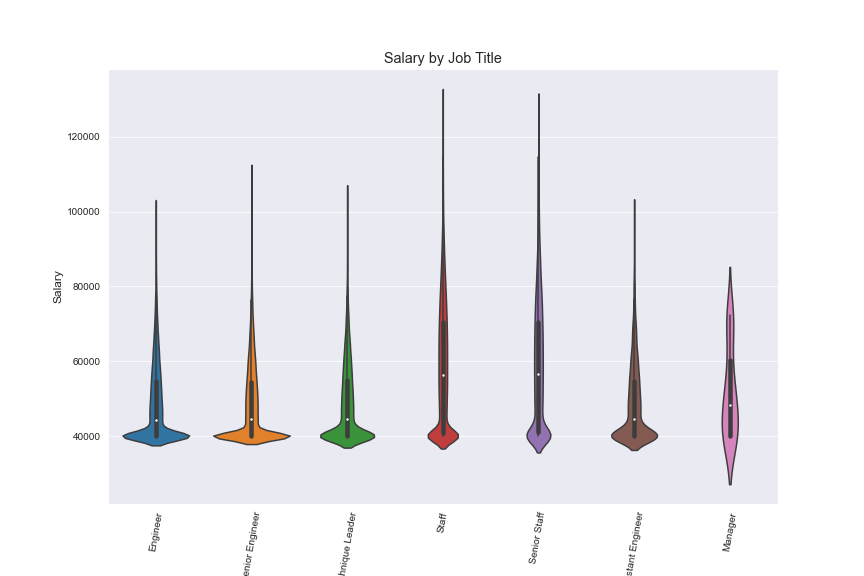 Salary by Job Title
Salary
120000
100000
80000
60000
40000
Engineer
enior Engineer
hnique Leader
Staff
Senior Staff
stant Engineer
Manager